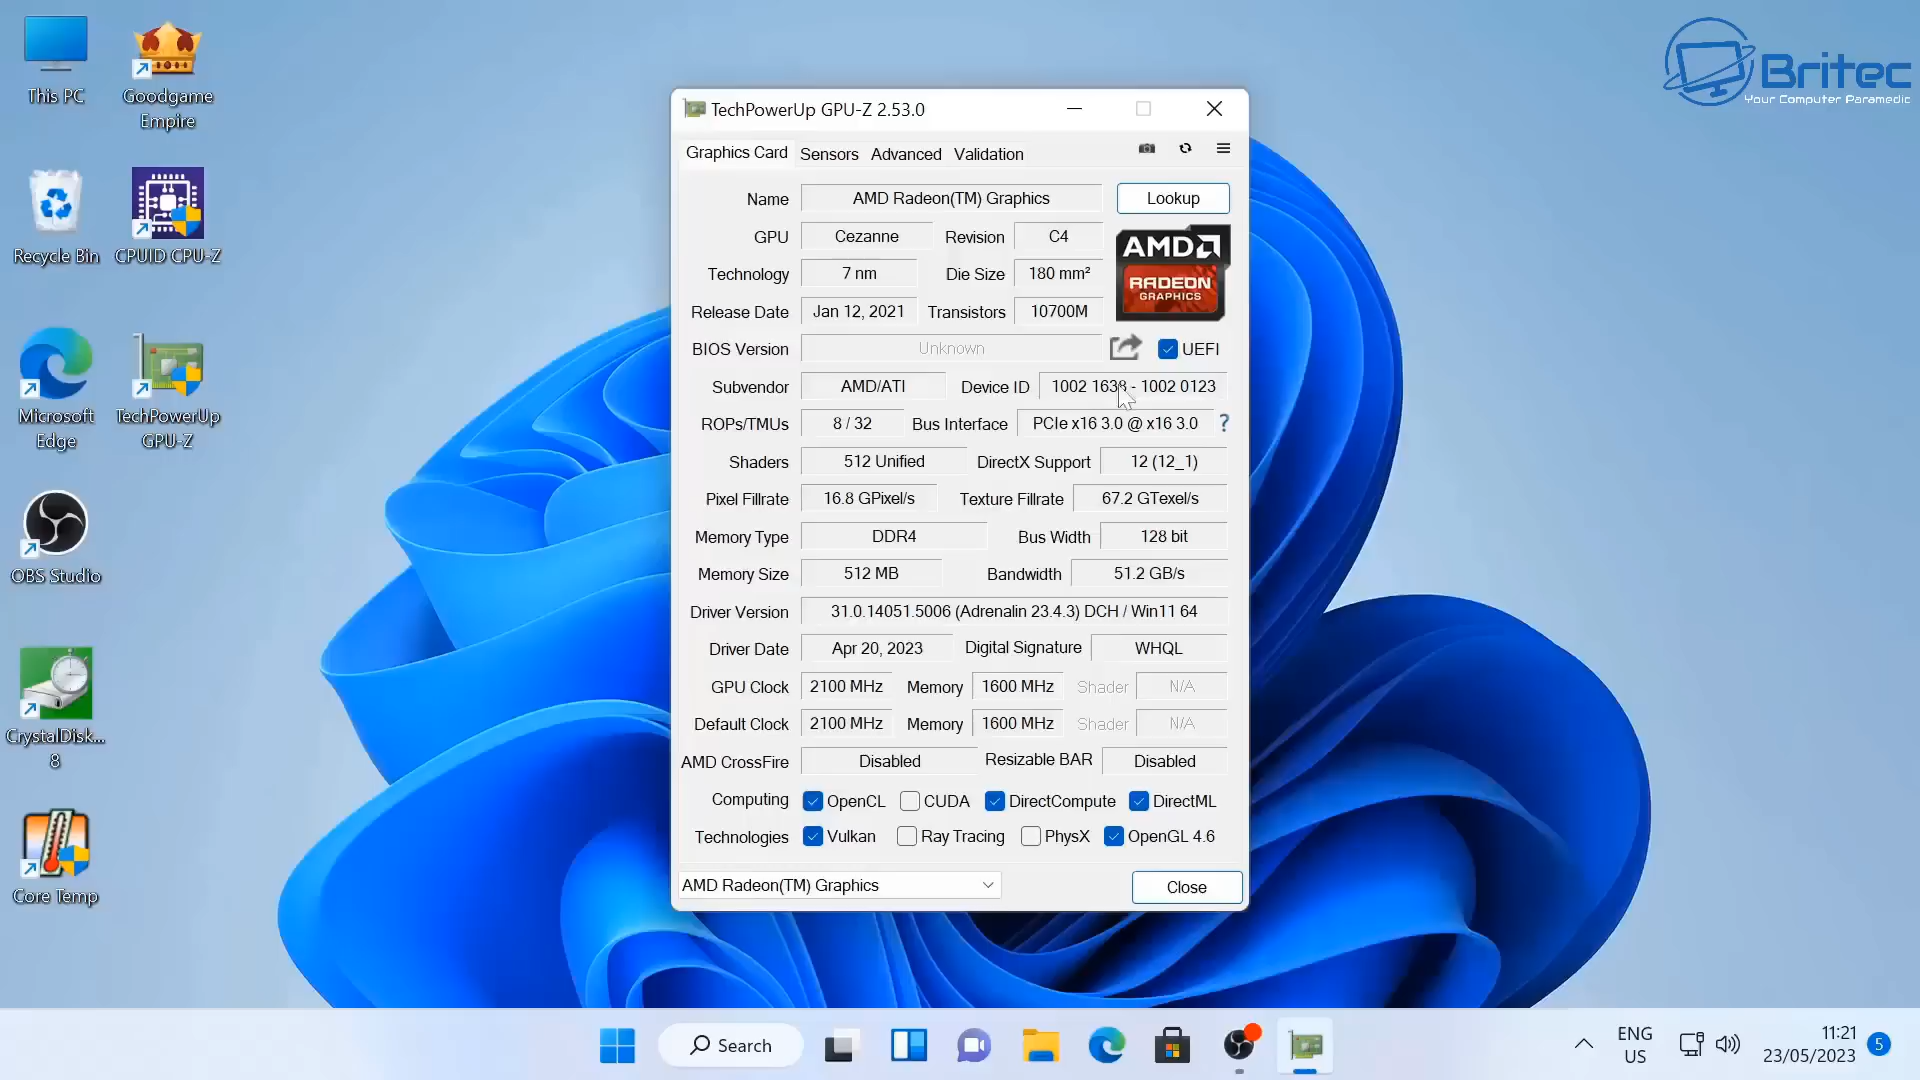 This PC
Goodgame
Empire
Recycle Bin
CPUID CPU-Z
Microsoft
Edge
TechPowerUp
GPU-Z
OBS Studio
CrystalDisk...
8
Core Temp
Britec
Your Computer Paramedic
TechPowerUp GPU-Z 2.53.0
Graphics Card Sensors Advanced Validation
Name AMD Radeon(TM) Graphics Lookup
GPU Cezanne Revision C4
Technology 7 nm Die Size 180 mm²
Release Date Jan 12, 2021 Transistors 10700M
AMD
RADEON
GRAPHICS
BIOS Version Unknown UEFI
Subvendor AMD/ATI Device ID 1002 1638 - 1002 0123
ROPs/TMUs 8 / 32 Bus Interface PCIe x16 3.0 @ x16 3.0 ?
Shaders 512 Unified DirectX Support 12 (12_1)
Pixel Fillrate 16.8 GPixel/s Texture Fillrate 67.2 GTexel/s
Memory Type DDR4 Bus Width 128 bit
Memory Size 512 MB Bandwidth 51.2 GB/s
Driver Version 31.0.14051.5006 (Adrenalin 23.4.3) DCH / Win11 64
Driver Date Apr 20, 2023 Digital Signature WHQL
GPU Clock 2100 MHz Memory 1600 MHz Shader N/A
Default Clock 2100 MHz Memory 1600 MHz Shader N/A
AMD CrossFire Disabled Resizable BAR Disabled
Computing OpenCL CUDA DirectCompute DirectML
Technologies Vulkan Ray Tracing PhysX OpenGL 4.6
AMD Radeon(TM) Graphics Close
Search
ENG
US
11:21
23/05/2023
5